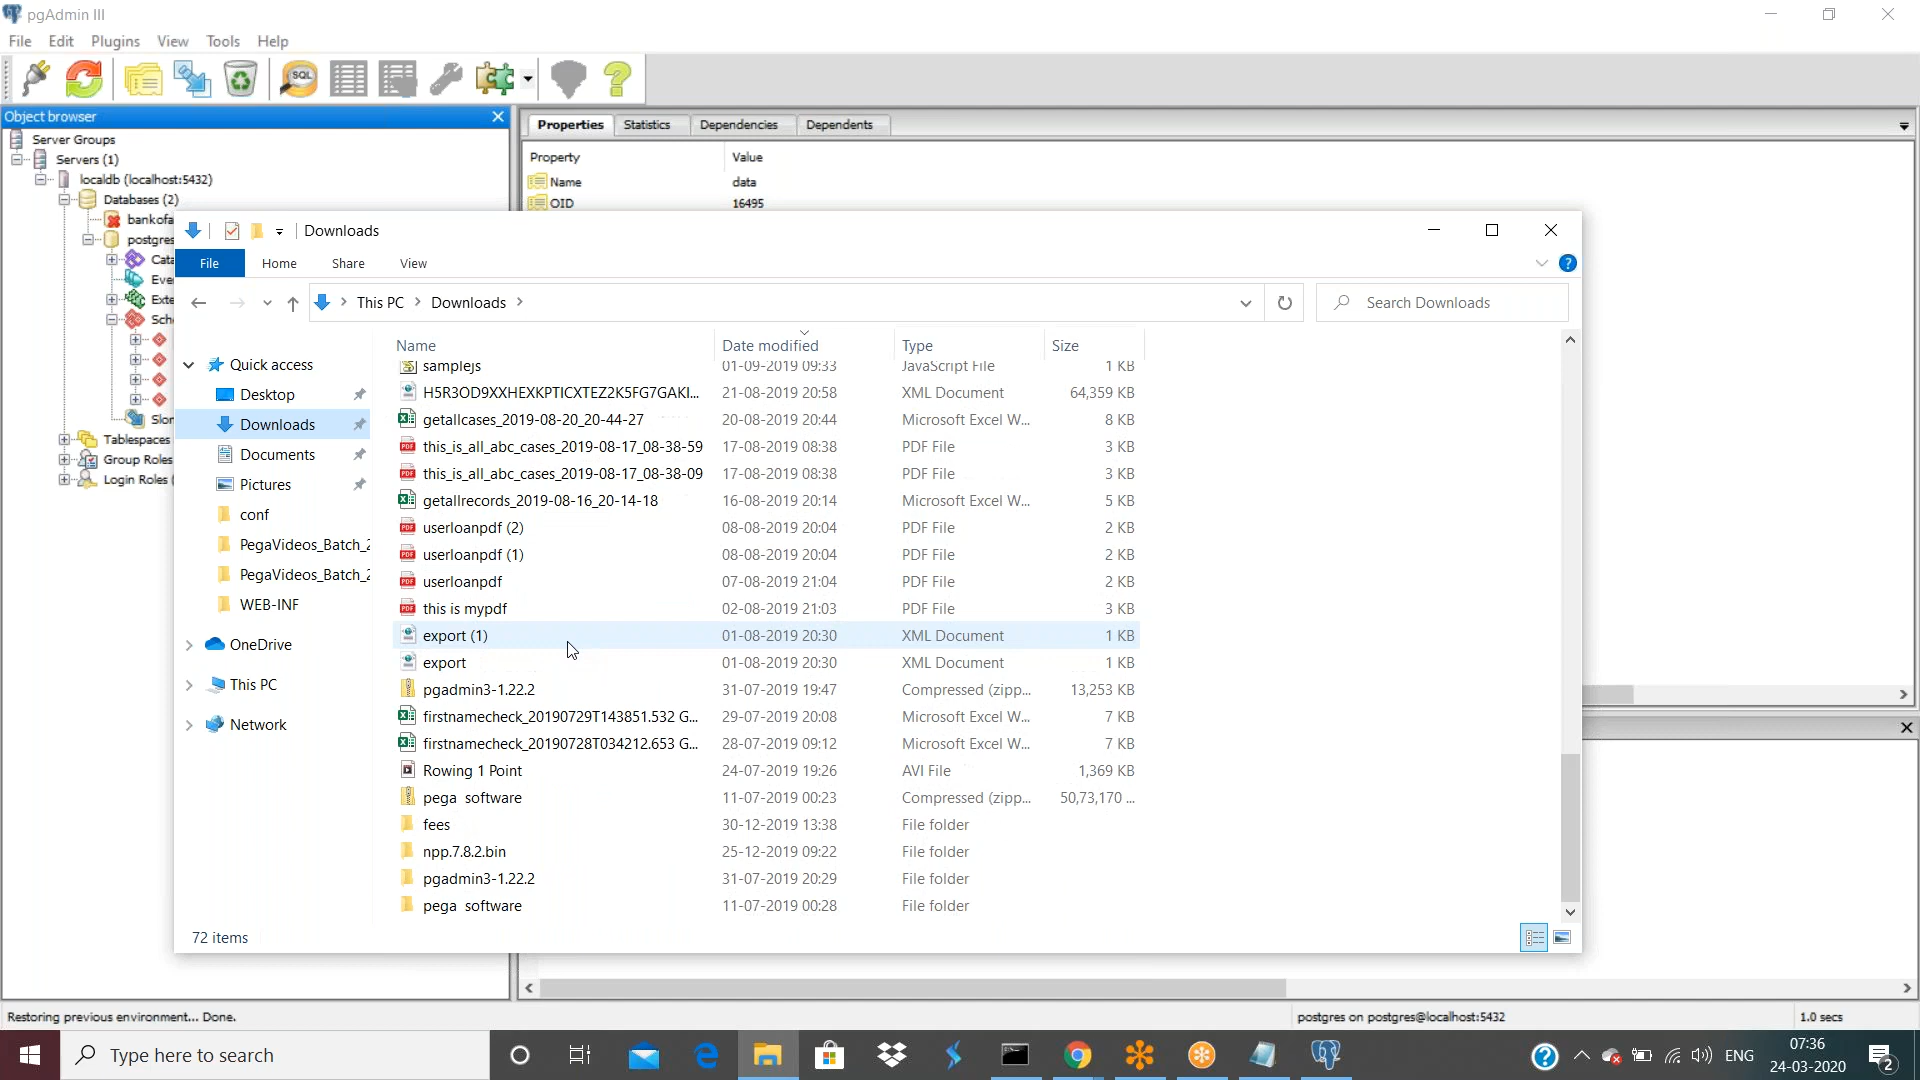 pgAdmin III
File Edit Plugins View Tools Help
SQL
Object browser
Server Groups
Servers (1)
localdb (localhost:5432)
Databases (2)
bankofa
postgres
Cata
Eve
Exte
Sch
Slon
Tablespaces
Group Roles
Login Roles (
Properties Statistics Dependencies Dependents
Property Value
Name data
OID 16495
Downloads
File Home Share View
This PC > Downloads >
Search Downloads
Quick access
Desktop
Downloads
Documents
Pictures
conf
PegaVideos_Batch_2
PegaVideos_Batch_2
WEB-INF
OneDrive
This PC
Network
Name Date modified Type Size
samplejs 01-09-2019 09:33 JavaScript File 1 KB
H5R3OD9XXHEXKPTICXTEZ2K5FG7GAKI... 21-08-2019 20:58 XML Document 64,359 KB
getallcases_2019-08-20_20-44-27 20-08-2019 20:44 Microsoft Excel W... 8 KB
this_is_all_abc_cases_2019-08-17_08-38-59 17-08-2019 08:38 PDF File 3 KB
this_is_all_abc_cases_2019-08-17_08-38-09 17-08-2019 08:38 PDF File 3 KB
getallrecords_2019-08-16_20-14-18 16-08-2019 20:14 Microsoft Excel W... 5 KB
userloanpdf (2) 08-08-2019 20:04 PDF File 2 KB
userloanpdf (1) 08-08-2019 20:04 PDF File 2 KB
userloanpdf 07-08-2019 21:04 PDF File 2 KB
this is mypdf 02-08-2019 21:03 PDF File 3 KB
export (1) 01-08-2019 20:30 XML Document 1 KB
export 01-08-2019 20:30 XML Document 1 KB
pgadmin3-1.22.2 31-07-2019 19:47 Compressed (zipp... 13,253 KB
firstnamecheck_20190729T143851.532 G... 29-07-2019 20:08 Microsoft Excel W... 7 KB
firstnamecheck_20190728T034212.653 G... 28-07-2019 09:12 Microsoft Excel W... 7 KB
Rowing 1 Point 24-07-2019 19:26 AVI File 1,369 KB
pega software 11-07-2019 00:23 Compressed (zipp... 50,73,170 ...
fees 30-12-2019 13:38 File folder
npp.7.8.2.bin 25-12-2019 09:22 File folder
pgadmin3-1.22.2 31-07-2019 20:29 File folder
pega software 11-07-2019 00:28 File folder
72 items
Restoring previous environment... Done.
postgres on postgres@localhost:5432
1.0 secs
Type here to search
ENG
07:36
24-03-2020
2